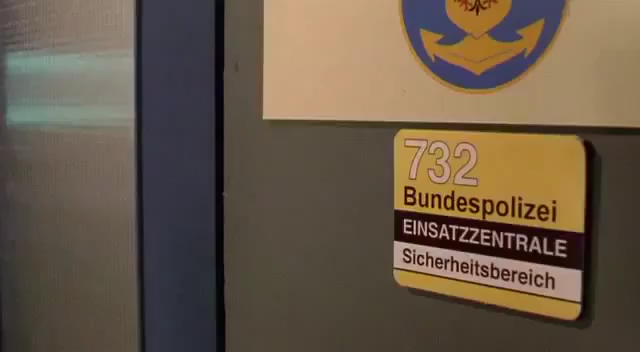 732
Bundespolizei
EINSATZZENTRALE
Sicherheitsbereich